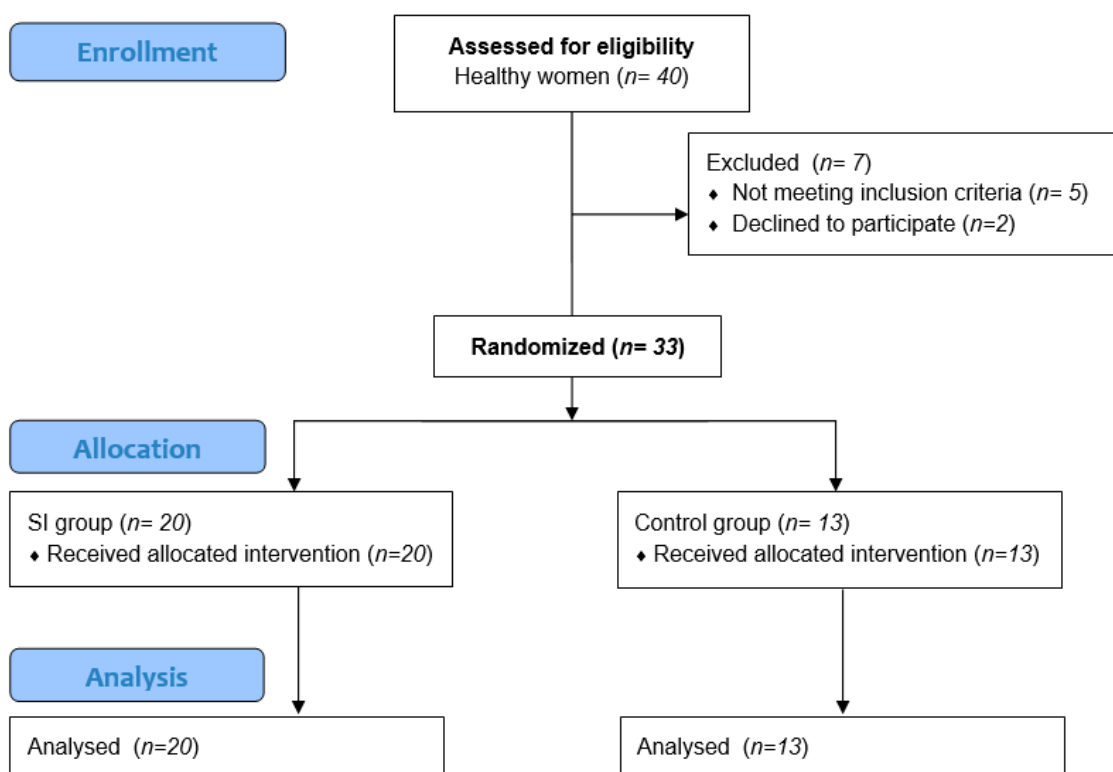 Enrollment
Assessed for eligibility
Healthy women (n= 40)
Excluded (n= 7)
♦ Not meeting inclusion criteria (n= 5)
♦ Declined to participate (n=2)
Randomized (n= 33)
Allocation
SI group (n= 20)
♦ Received allocated intervention (n=20)
Control group (n= 13)
♦ Received allocated intervention (n=13)
Analysis
Analysed (n=20)
Analysed (n=13)